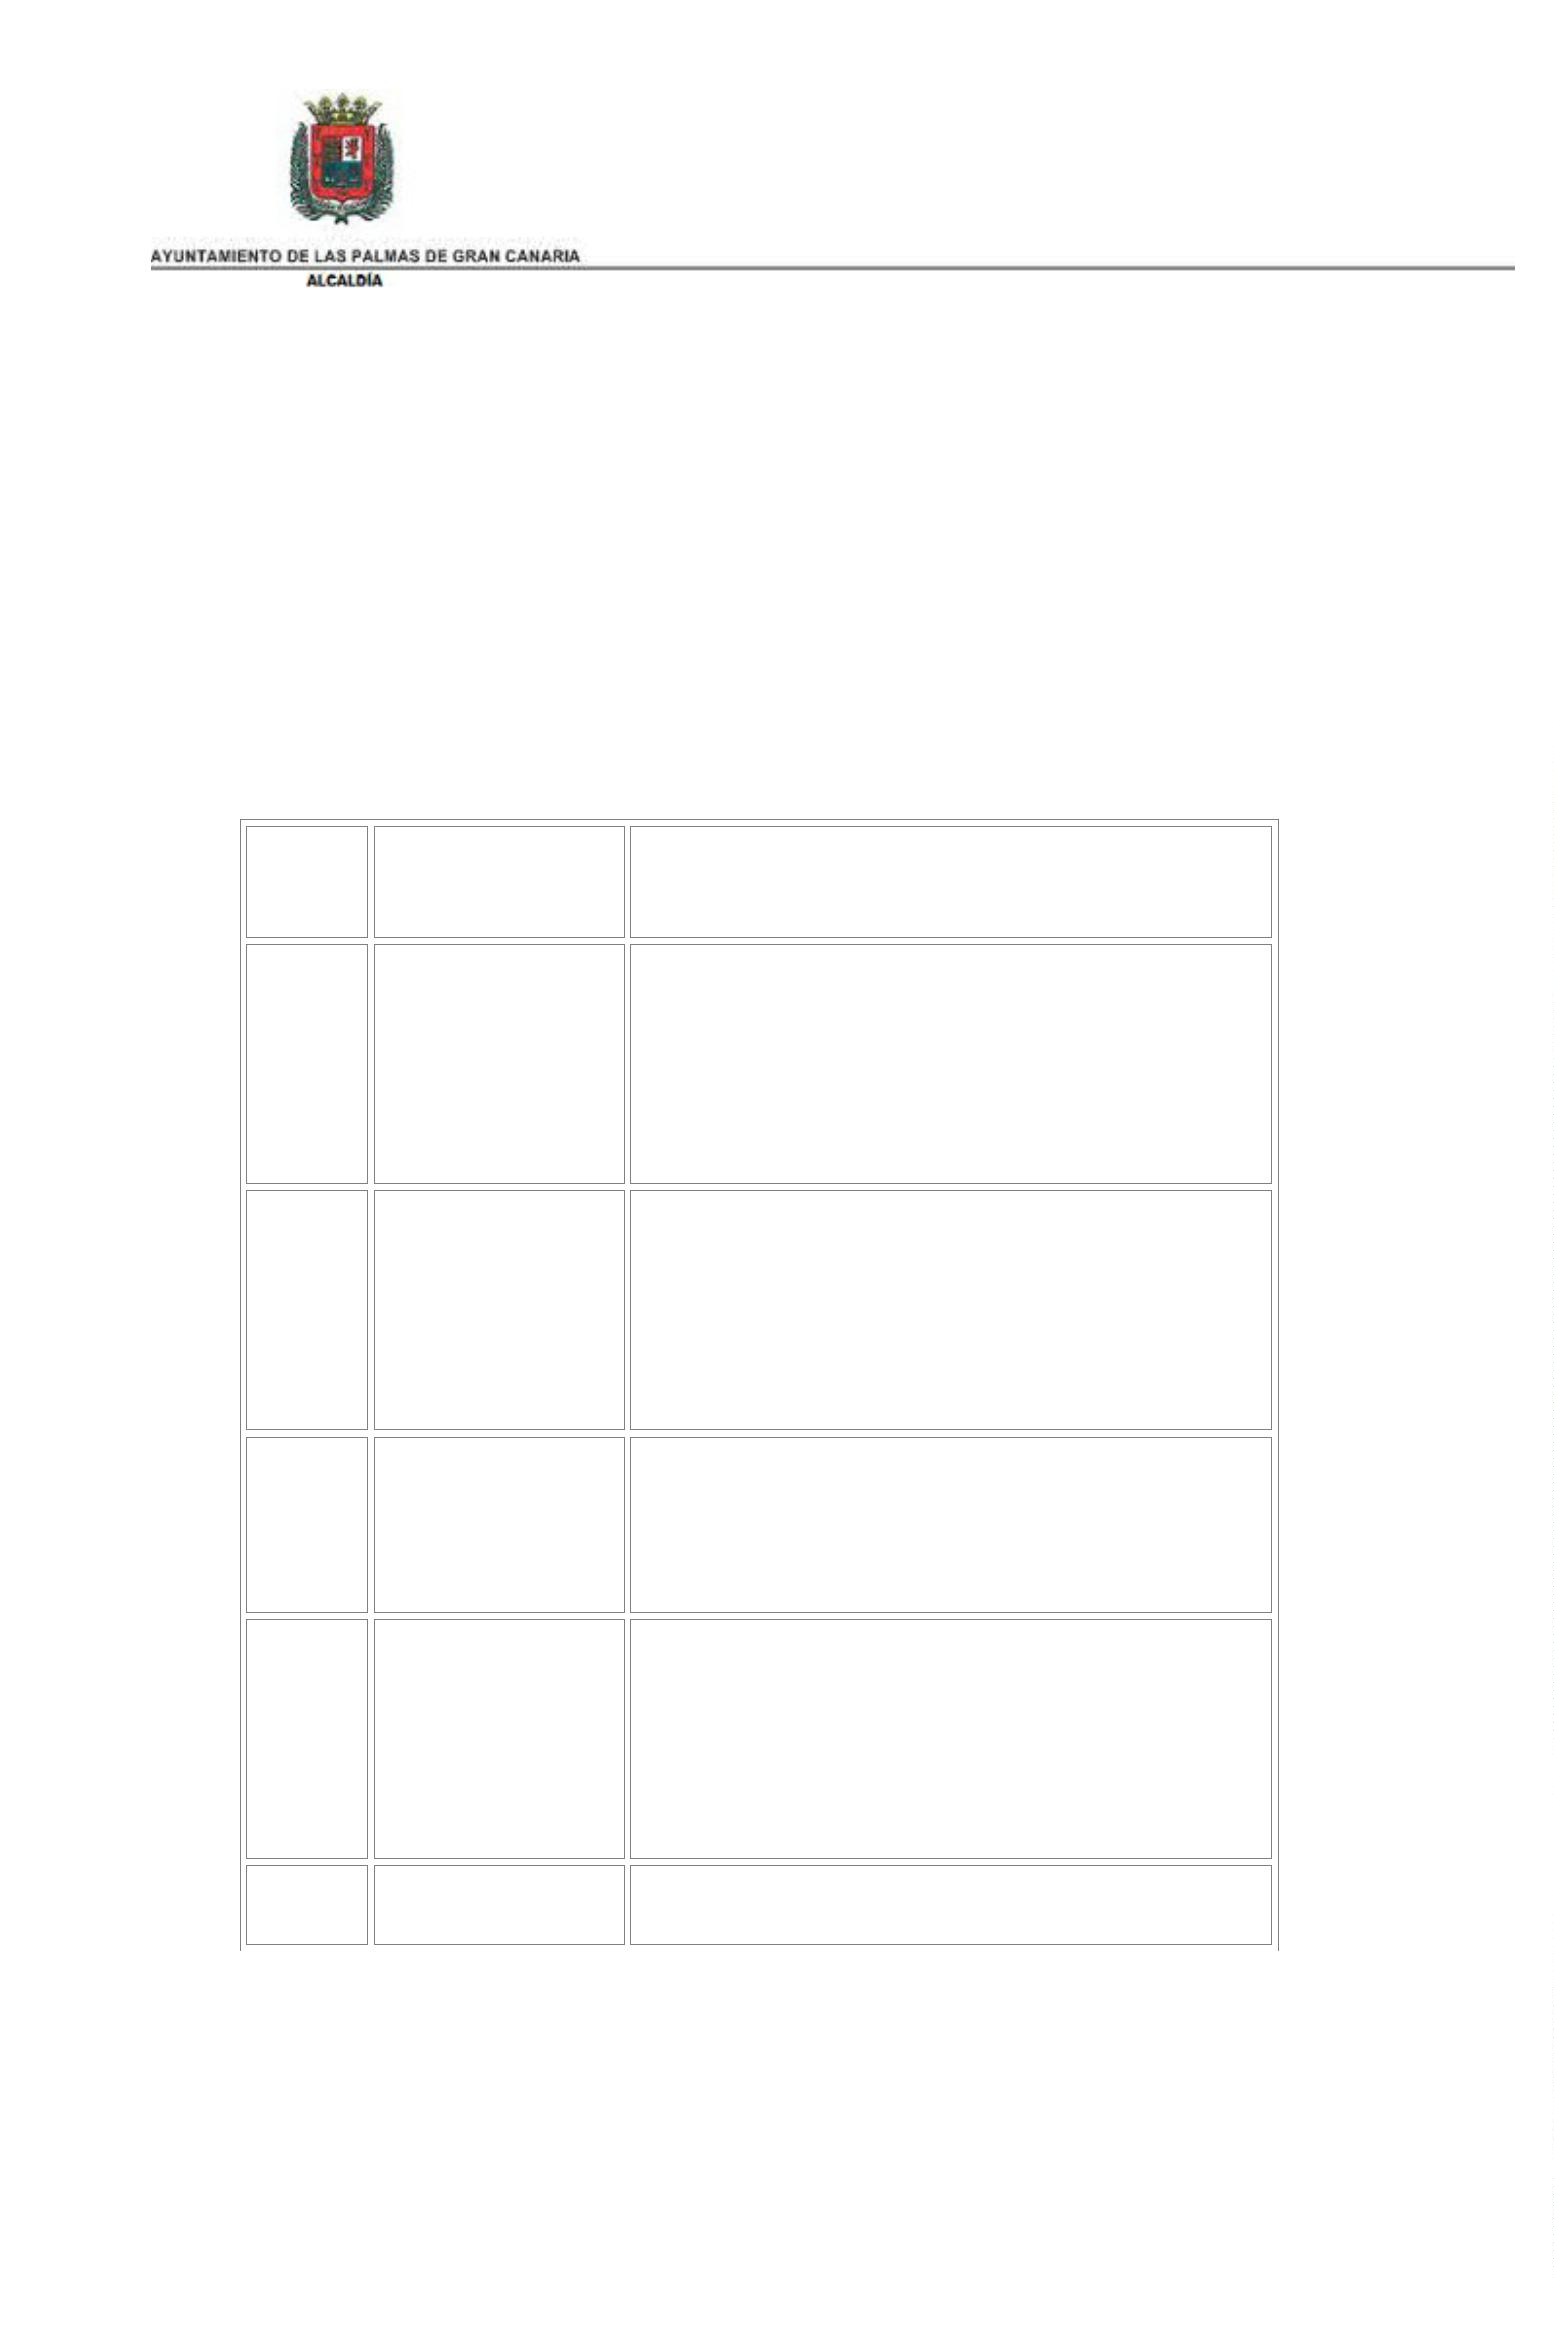 AYUNTAMIENTO DE LAS PALMAS DE GRAN CANARIA
ALCALDÍA